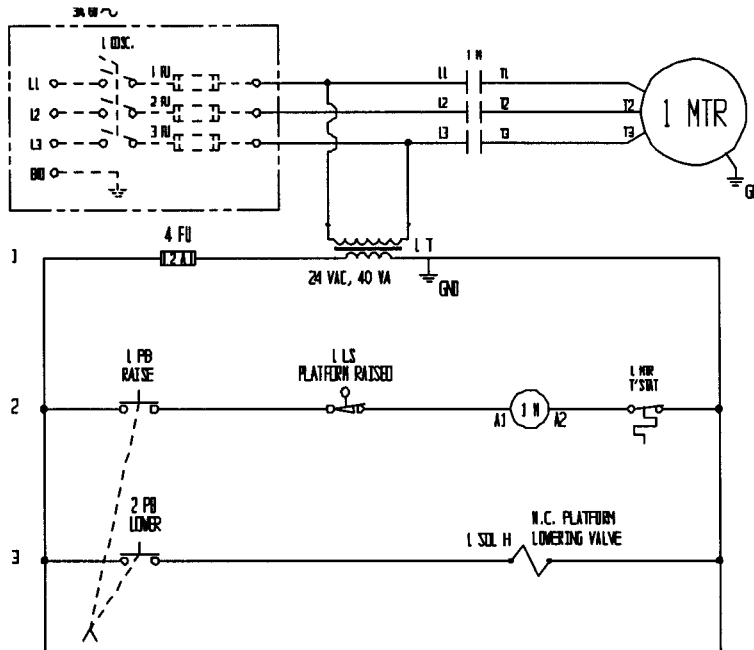 1 DISC.
1 FU
L1
2 FU
L2
3 FU
L3
GND
1 M
L1 T1
L2 T2 T2
L3 T3 T3
1 MTR
4 FU
2 A
1 T
24 VAC, 40 VA
GND
1
1 PB
RAISE
1 LS
PLATFORM RAISED
1 MTR
T'STAT
2
A1 1 M A2
2 PB
LOWER
N.C. PLATFORM
LOWERING VALVE
1 SOL H
3